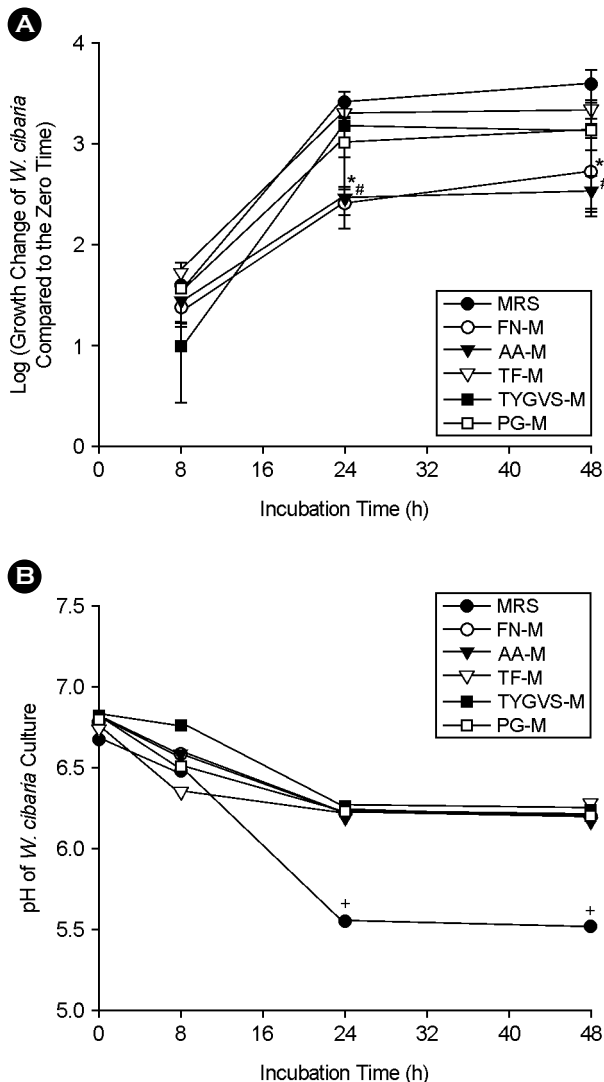 A
Log (Growth Change of W. cibaria
Compared to the Zero Time)
4
3
2
1
0
*
#
*
#
MRS
FN-M
AA-M
TF-M
TYGVS-M
PG-M
0 8 16 24 32 40 48
Incubation Time (h)
B
pH of W. cibaria Culture
7.5
7.0
6.5
6.0
5.5
5.0
MRS
FN-M
AA-M
TF-M
TYGVS-M
PG-M
+
+
0 8 16 24 32 40 48
Incubation Time (h)